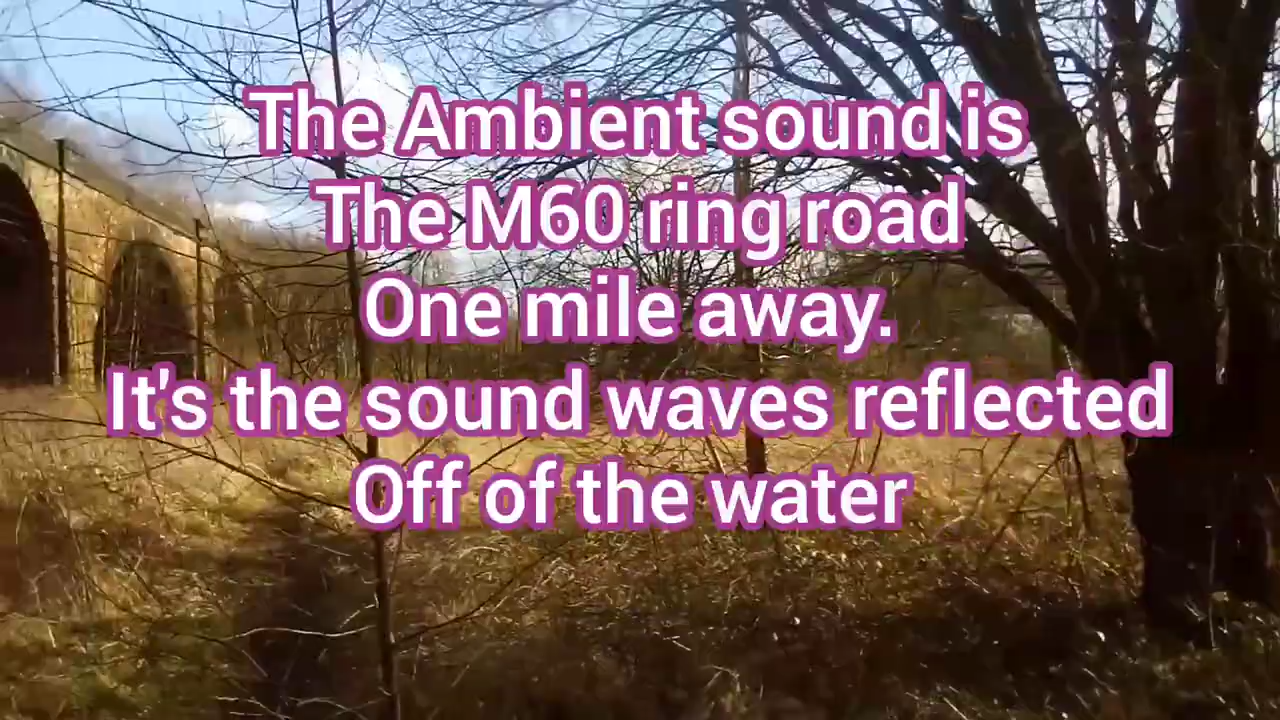 The Ambient sound is
The M60 ring road
One mile away.
It's the sound waves reflected
Off of the water